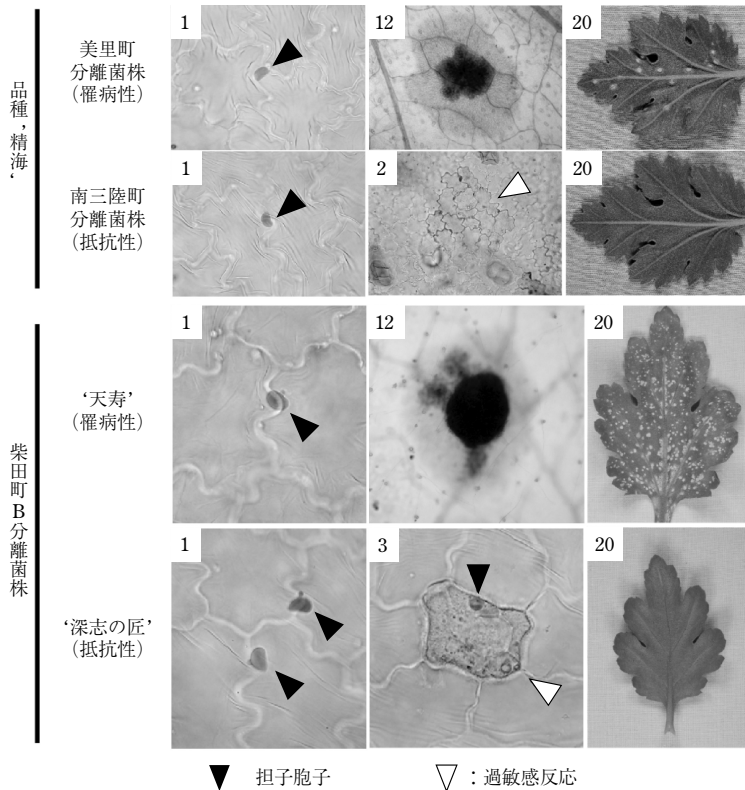 品種‘精海’
美里町
分離菌株
(罹病性)
1
12
20
南三陸町
分離菌株
(抵抗性)
1
2
20
柴田町B分離菌株
‘天寿’
(罹病性)
1
12
20
‘深志の匠’
(抵抗性)
1
3
20
▼ 担子胞子 ▽:過敏感反応